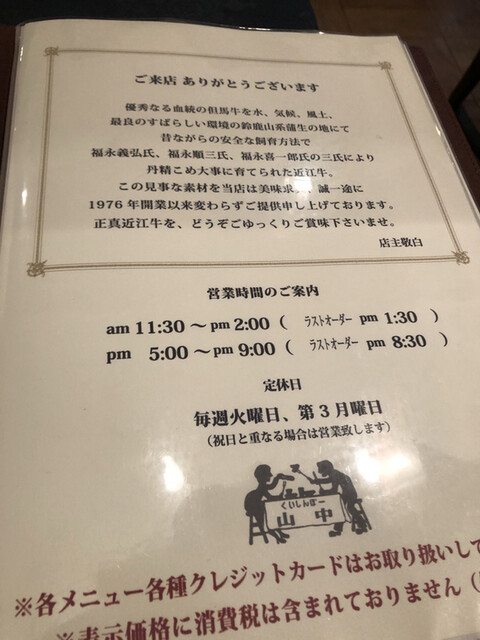 ご来店 ありがとうございます
優秀なる血統の但馬牛を水、気候、風土、
最良のすばらしい環境の鈴鹿山系蒲生の地にて
昔ながらの安全な飼育方法で
福永義弘氏、福永順三氏、福永喜一郎氏の三氏により
丹精こめ大事に育てられた近江牛。
この見事な素材を当店は美味求 、誠一途に
1976年開業以来変わらずご提供申し上げております。
正真近江牛を、どうぞごゆっくりご賞味下さいませ。
店主敬白
営業時間のご案内
am 11:30 〜 pm 2:00 ( ラストオーダー pm 1:30 )
pm 5:00 〜 pm 9:00 ( ラストオーダー pm 8:30 )
定休日
毎週火曜日、第3月曜日
(祝日と重なる場合は営業致します)
くいしんぼー
山中
※各メニュー各種クレジットカードはお取り扱いして
※表示価格に消費税は含まれておりません(